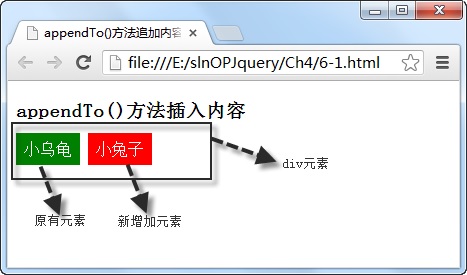 appendTo()方法追加内容
file:///E:/slnOPJquery/Ch4/6-1.html
appendTo()方法插入内容
小乌龟 小兔子
div元素
原有元素 新增加元素